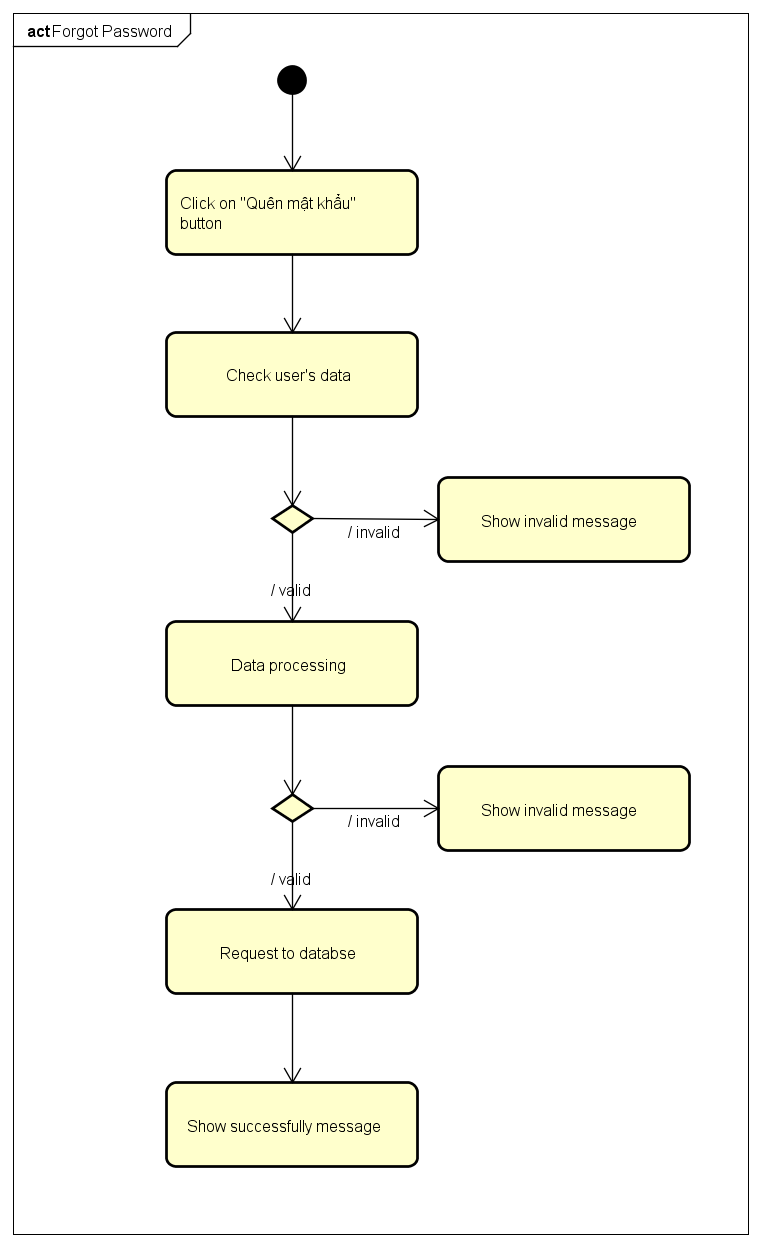 act Forgot Password
Click on "Quên mật khẩu"
button
Check user's data
Show invalid message
/ invalid
/ valid
Data processing
Show invalid message
/ invalid
/ valid
Request to databse
Show successfully message